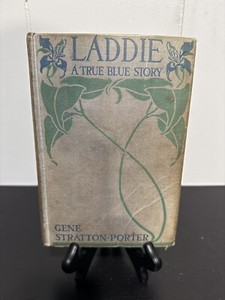 LADDIE
A TRUE BLUE STORY
GENE
STRATTON-PORTER